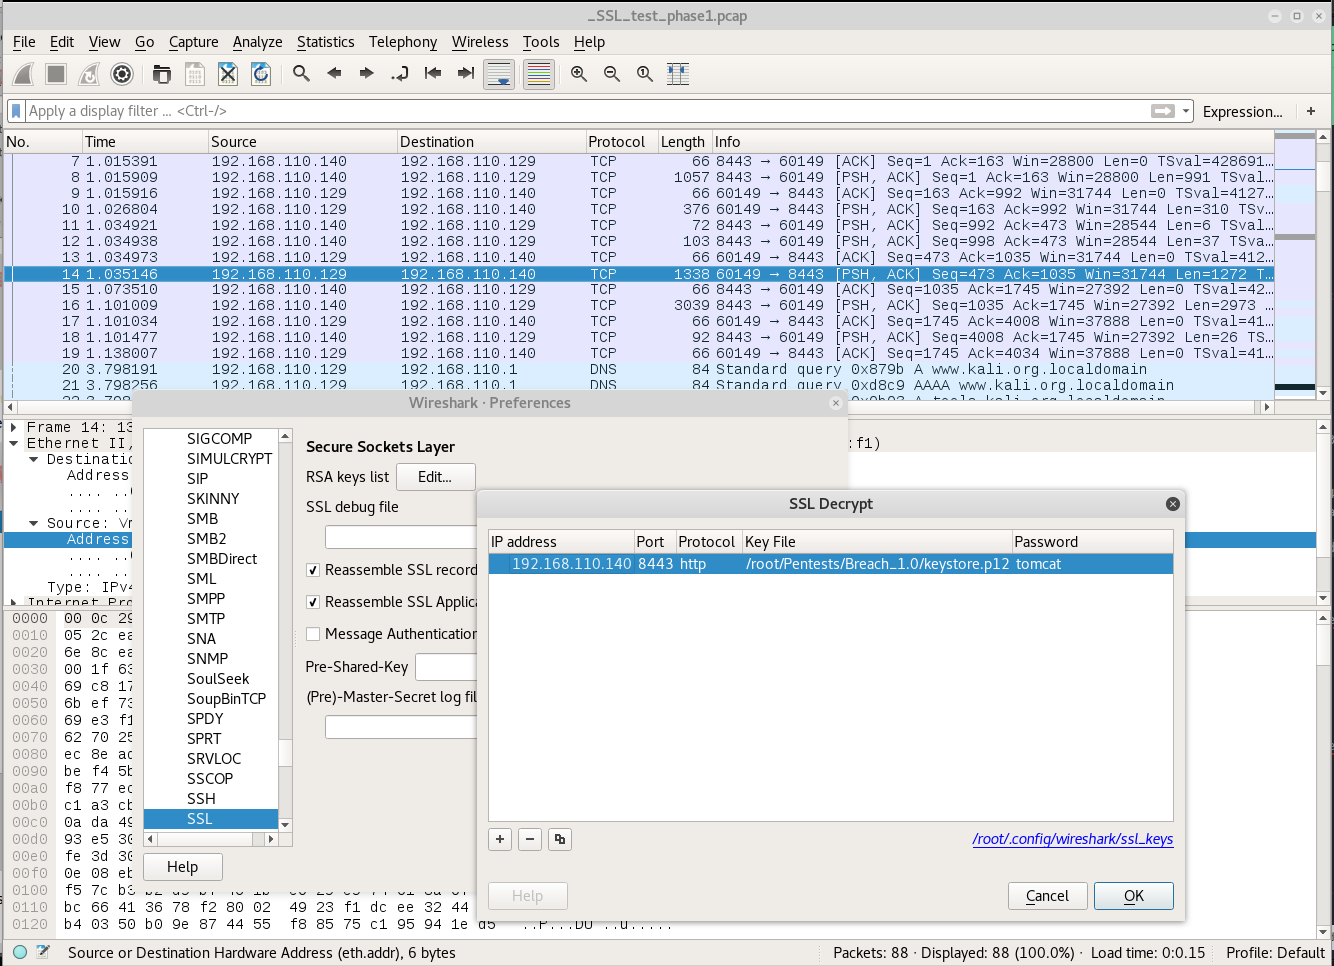 _SSL_test_phase1.pcap
File Edit View Go Capture Analyze Statistics Telephony Wireless Tools Help
Apply a display filter ... <Ctrl-/> Expression... +
No. Time Source Destination Protocol Length Info
7 1.015391 192.168.110.140 192.168.110.129 TCP 66 8443 → 60149 [ACK] Seq=1 Ack=163 Win=28800 Len=0 TSval=428691...
8 1.015909 192.168.110.140 192.168.110.129 TCP 1057 8443 → 60149 [PSH, ACK] Seq=1 Ack=163 Win=28800 Len=991 TSval...
9 1.015916 192.168.110.129 192.168.110.140 TCP 66 60149 → 8443 [ACK] Seq=163 Ack=992 Win=31744 Len=0 TSval=4127...
10 1.026804 192.168.110.129 192.168.110.140 TCP 376 60149 → 8443 [PSH, ACK] Seq=163 Ack=992 Win=31744 Len=310 TSv...
11 1.034921 192.168.110.140 192.168.110.129 TCP 72 8443 → 60149 [PSH, ACK] Seq=992 Ack=473 Win=28544 Len=6 TSval...
12 1.034938 192.168.110.140 192.168.110.129 TCP 103 8443 → 60149 [PSH, ACK] Seq=998 Ack=473 Win=28544 Len=37 TSva...
13 1.034973 192.168.110.129 192.168.110.140 TCP 66 60149 → 8443 [ACK] Seq=473 Ack=1035 Win=31744 Len=0 TSval=412...
14 1.035146 192.168.110.129 192.168.110.140 TCP 1338 60149 → 8443 [PSH, ACK] Seq=473 Ack=1035 Win=31744 Len=1272 T...
15 1.073510 192.168.110.140 192.168.110.129 TCP 66 8443 → 60149 [ACK] Seq=1035 Ack=1745 Win=27392 Len=0 TSval=42...
16 1.101009 192.168.110.140 192.168.110.129 TCP 3039 8443 → 60149 [PSH, ACK] Seq=1035 Ack=1745 Win=27392 Len=2973 ...
17 1.101034 192.168.110.129 192.168.110.140 TCP 66 60149 → 8443 [ACK] Seq=1745 Ack=4008 Win=37888 Len=0 TSval=41...
18 1.101477 192.168.110.140 192.168.110.129 TCP 92 8443 → 60149 [PSH, ACK] Seq=4008 Ack=1745 Win=27392 Len=26 TS...
19 1.138007 192.168.110.129 192.168.110.140 TCP 66 60149 → 8443 [ACK] Seq=1745 Ack=4034 Win=37888 Len=0 TSval=41...
20 3.798191 192.168.110.129 192.168.110.1 DNS 84 Standard query 0x879b A www.kali.org.localdomain
21 3.798256 192.168.110.129 192.168.110.1 DNS 84 Standard query 0xd8c9 AAAA www.kali.org.localdomain
Wireshark · Preferences
Frame 14: 13
Ethernet II, :f1)
Destinatio
Address
.... ..
.... ..
Source: Vm
Address
.... ..
.... ..
Type: IPv4
Internet Pro
SIGCOMP
SIMULCRYPT
SIP
SKINNY
SMB
SMB2
SMBDirect
SML
SMPP
SMTP
SNA
SNMP
SoulSeek
SoupBinTCP
SPDY
SPRT
SRVLOC
SSCOP
SSH
SSL
Help
Secure Sockets Layer
RSA keys list Edit...
SSL debug file
Reassemble SSL record
Reassemble SSL Applica
Message Authentication
Pre-Shared-Key
(Pre)-Master-Secret log fil
SSL Decrypt
IP address Port Protocol Key File Password
192.168.110.140 8443 http /root/Pentests/Breach_1.0/keystore.p12 tomcat
+ −
/root/.config/wireshark/ssl_keys
Help Cancel OK
0000 00 0c 29
0010 05 2c ea
0020 6e 8c ea
0030 00 1f 63
0040 69 c8 17
0050 6b ef 73
0060 69 e3 f1
0070 62 70 25
0080 ec 8e ad
0090 be f4 5b
00a0 f8 77 ec
00b0 c1 a3 cb
00c0 0a da 49
00d0 93 e5 30
00e0 fe 3d 30
00f0 0e 08 eb
0100 f5 7c b3
0110 bc 66 41 36 78 f2 80 02 49 23 f1 dc ee 32 44
0120 b4 03 50 b0 9e 87 44 55 f8 85 75 c1 95 94 1e d5 ..P...DU ..u.....
Source or Destination Hardware Address (eth.addr), 6 bytes
Packets: 88 · Displayed: 88 (100.0%) · Load time: 0:0.15 Profile: Default